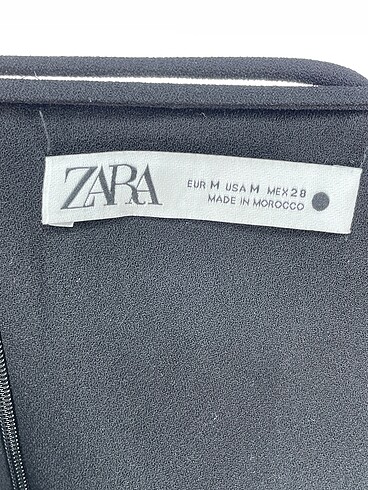 ZARA
EUR M USA M MEX 28
MADE IN MOROCCO